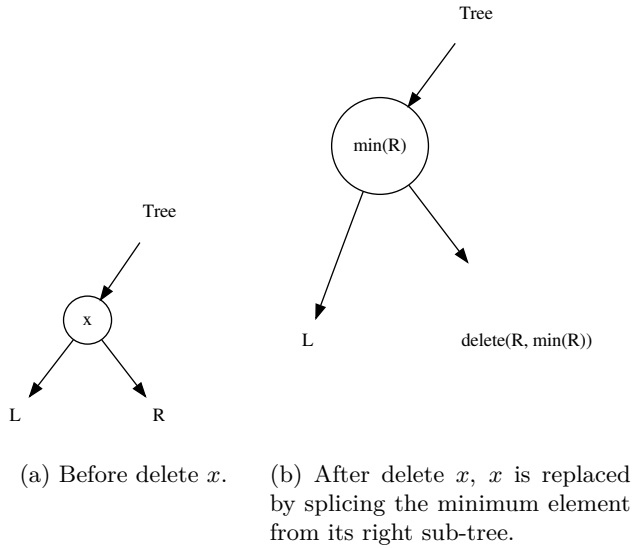 Tree
min(R)
L
delete(R, min(R))
Tree
x
L
R
(a) Before delete x.
(b) After delete x, x is replaced
by splicing the minimum element
from its right sub-tree.